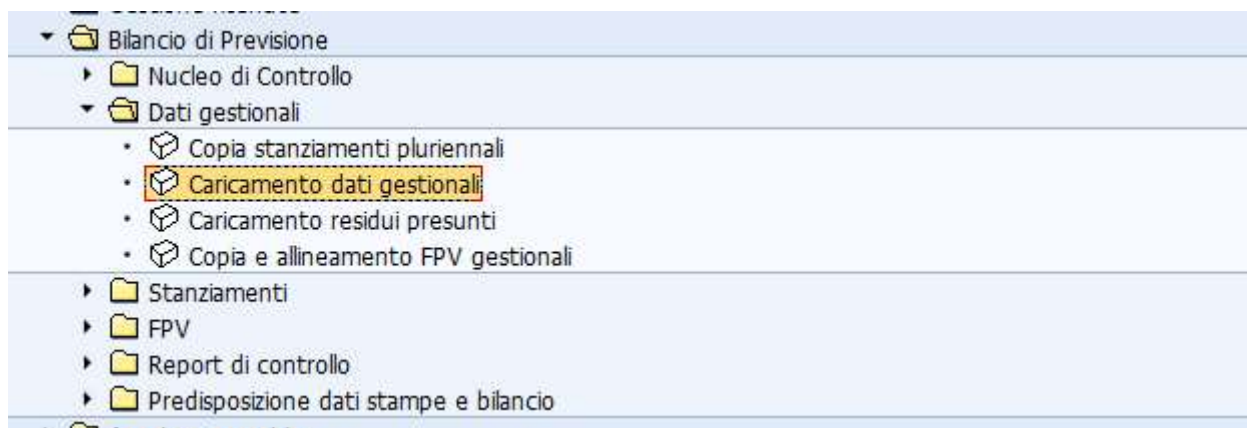 Bilancio di Previsione
Nucleo di Controllo
Dati gestionali
Copia stanziamenti pluriennali
Caricamento dati gestionali
Caricamento residui presunti
Copia e allineamento FPV gestionali
Stanziamenti
FPV
Report di controllo
Predisposizione dati stampe e bilancio